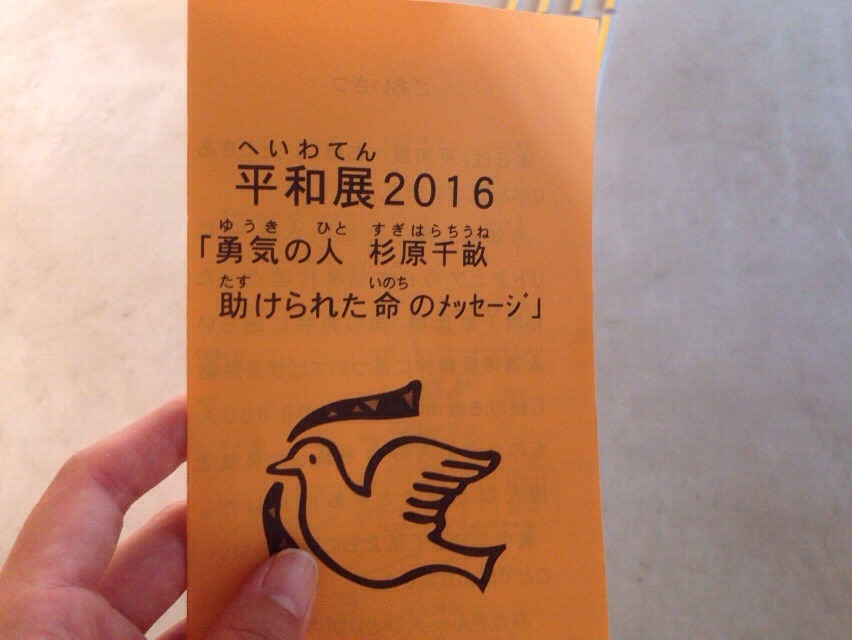 へいわてん
平和展2016
ゆうき ひと すぎはらちうね
「勇気の人 杉原千畝
たす いのち
助けられた命のﾒｯｾｰｼﾞ」